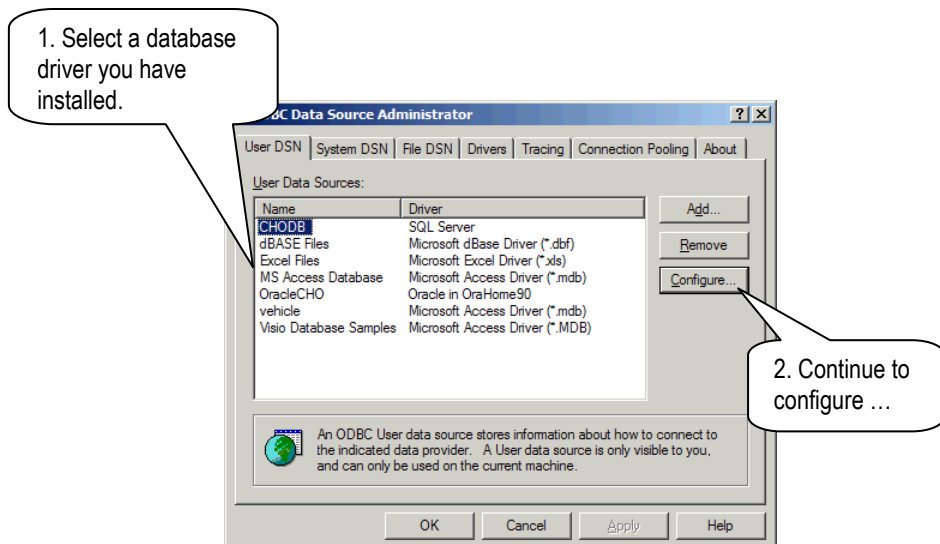 1. Select a database
driver you have
installed.
BC Data Source Administrator
User DSN System DSN File DSN Drivers Tracing Connection Pooling About
User Data Sources:
Name Driver
CHODB SQL Server
dBASE Files Microsoft dBase Driver (*.dbf)
Excel Files Microsoft Excel Driver (*.xls)
MS Access Database Microsoft Access Driver (*.mdb)
OracleCHO Oracle in OraHome90
vehicle Microsoft Access Driver (*.mdb)
Visio Database Samples Microsoft Access Driver (*.MDB)
Add...
Remove
Configure...
2. Continue to
configure …
An ODBC User data source stores information about how to connect to
the indicated data provider. A User data source is only visible to you,
and can only be used on the current machine.
OK Cancel Apply Help